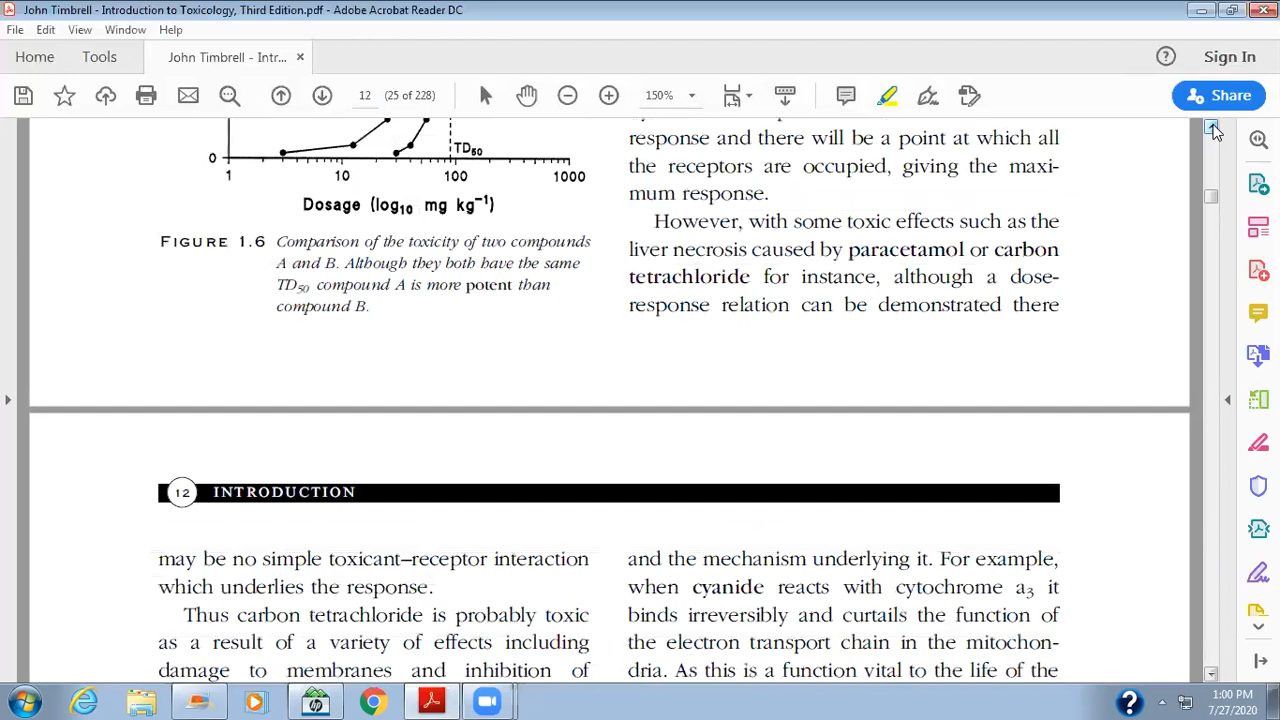 John Timbrell - Introduction to Toxicology, Third Edition.pdf - Adobe Acrobat Reader DC
File Edit View Window Help
Home Tools John Timbrell - Intr... × Sign In
12 (25 of 228) 150% Share
0
TD50
1 10 100 1000
Dosage (log10 mg kg-1)
FIGURE 1.6 Comparison of the toxicity of two compounds
A and B. Although they both have the same
TD50 compound A is more potent than
compound B.
response and there will be a point at which all
the receptors are occupied, giving the maxi-
mum response.
However, with some toxic effects such as the
liver necrosis caused by paracetamol or carbon
tetrachloride for instance, although a dose-
response relation can be demonstrated there
12 INTRODUCTION
may be no simple toxicant–receptor interaction
which underlies the response.
Thus carbon tetrachloride is probably toxic
as a result of a variety of effects including
damage to membranes and inhibition of
and the mechanism underlying it. For example,
when cyanide reacts with cytochrome a3 it
binds irreversibly and curtails the function of
the electron transport chain in the mitochon-
dria. As this is a function vital to the life of the
1:00 PM
7/27/2020